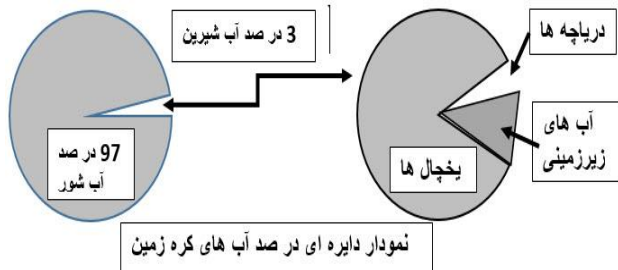 3 در صد آب شیرین
دریاچه ها
آب های
زیرزمینی
97 در صد
آب شور
یخچال ها
نمودار دایره ای در صد آب های کره زمین